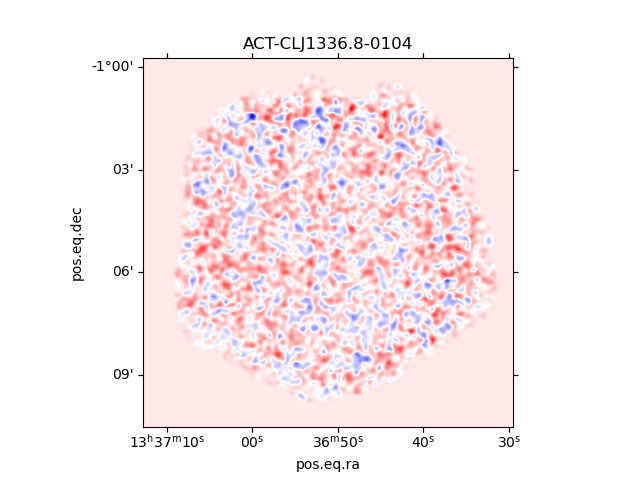 ACT-CLJ1336.8-0104
-1°00'
03'
06'
09'
pos.eq.dec
13ʰ37ᵐ10ˢ 00ˢ 36ᵐ50ˢ 40ˢ 30ˢ
pos.eq.ra